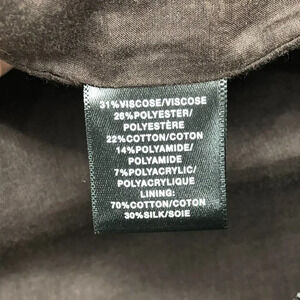 31%VISCOSE/VISCOSE
26%POLYESTER/
POLYESTÈRE
22%COTTON/COTON
14%POLYAMIDE/
POLYAMIDE
7%POLYACRYLIC/
POLYACRYLIQUE
LINING:
70%COTTON/COTON
30%SILK/SOIE